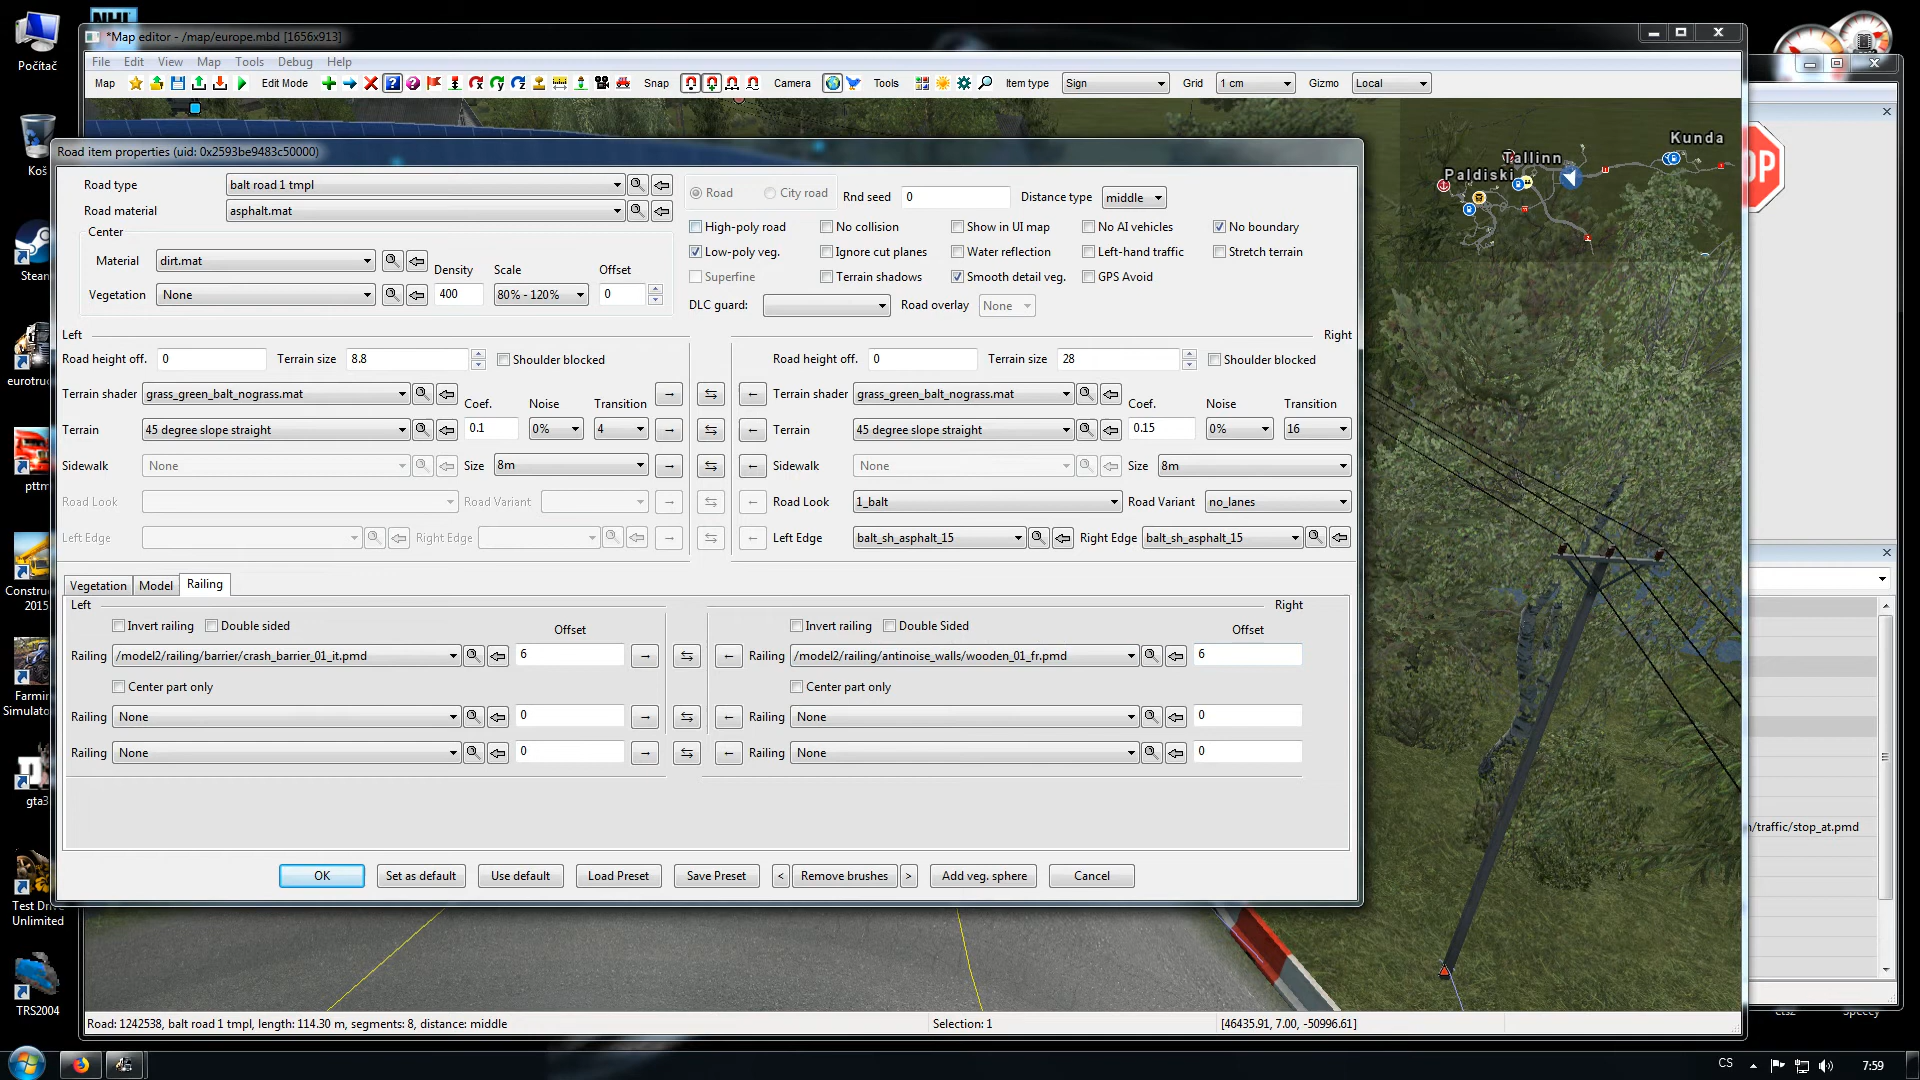 NHL
Počítač
Koš
Steam
eurotruc
pttm
Construc
2015
Farmin
Simulato
gta3
Test Dri
Unlimited
TRS2004
*Map editor - /map/europe.mbd [1656x913]
File Edit View Map Tools Debug Help
Map Edit Mode Snap Camera Tools Item type Sign Grid 1 cm Gizmo Local
Kunda
Tallinn
Paldiski
OP
Road item properties (uid: 0x2593be9483c50000)
Road type balt road 1 tmpl Road City road Rnd seed 0 Distance type middle
Road material asphalt.mat
High-poly road No collision Show in UI map No AI vehicles No boundary
Center
Low-poly veg. Ignore cut planes Water reflection Left-hand traffic Stretch terrain
Material dirt.mat Density Scale Offset
Superfine Terrain shadows Smooth detail veg. GPS Avoid
Vegetation None 400 80% - 120% 0
DLC guard: Road overlay None
Left Right
Road height off. 0 Terrain size 8.8 Shoulder blocked Road height off. 0 Terrain size 28 Shoulder blocked
Terrain shader grass_green_balt_nograss.mat Coef. Noise Transition Terrain shader grass_green_balt_nograss.mat Coef. Noise Transition
Terrain 45 degree slope straight 0.1 0% 4 Terrain 45 degree slope straight 0.15 0% 16
Sidewalk None Size 8m Sidewalk None Size 8m
Road Look Road Variant Road Look 1_balt Road Variant no_lanes
Left Edge Right Edge Left Edge balt_sh_asphalt_15 Right Edge balt_sh_asphalt_15
Vegetation Model Railing
Left Right
Invert railing Double sided Offset Invert railing Double Sided Offset
Railing /model2/railing/barrier/crash_barrier_01_it.pmd 6 Railing /model2/railing/antinoise_walls/wooden_01_fr.pmd 6
Center part only Center part only
Railing None 0 Railing None 0
Railing None 0 Railing None 0
OK Set as default Use default Load Preset Save Preset < Remove brushes > Add veg. sphere Cancel
n/traffic/stop_at.pmd
Road: 1242538, balt road 1 tmpl, length: 114.30 m, segments: 8, distance: middle Selection: 1 [46435.91, 7.00, -50996.61]
CS 7:59